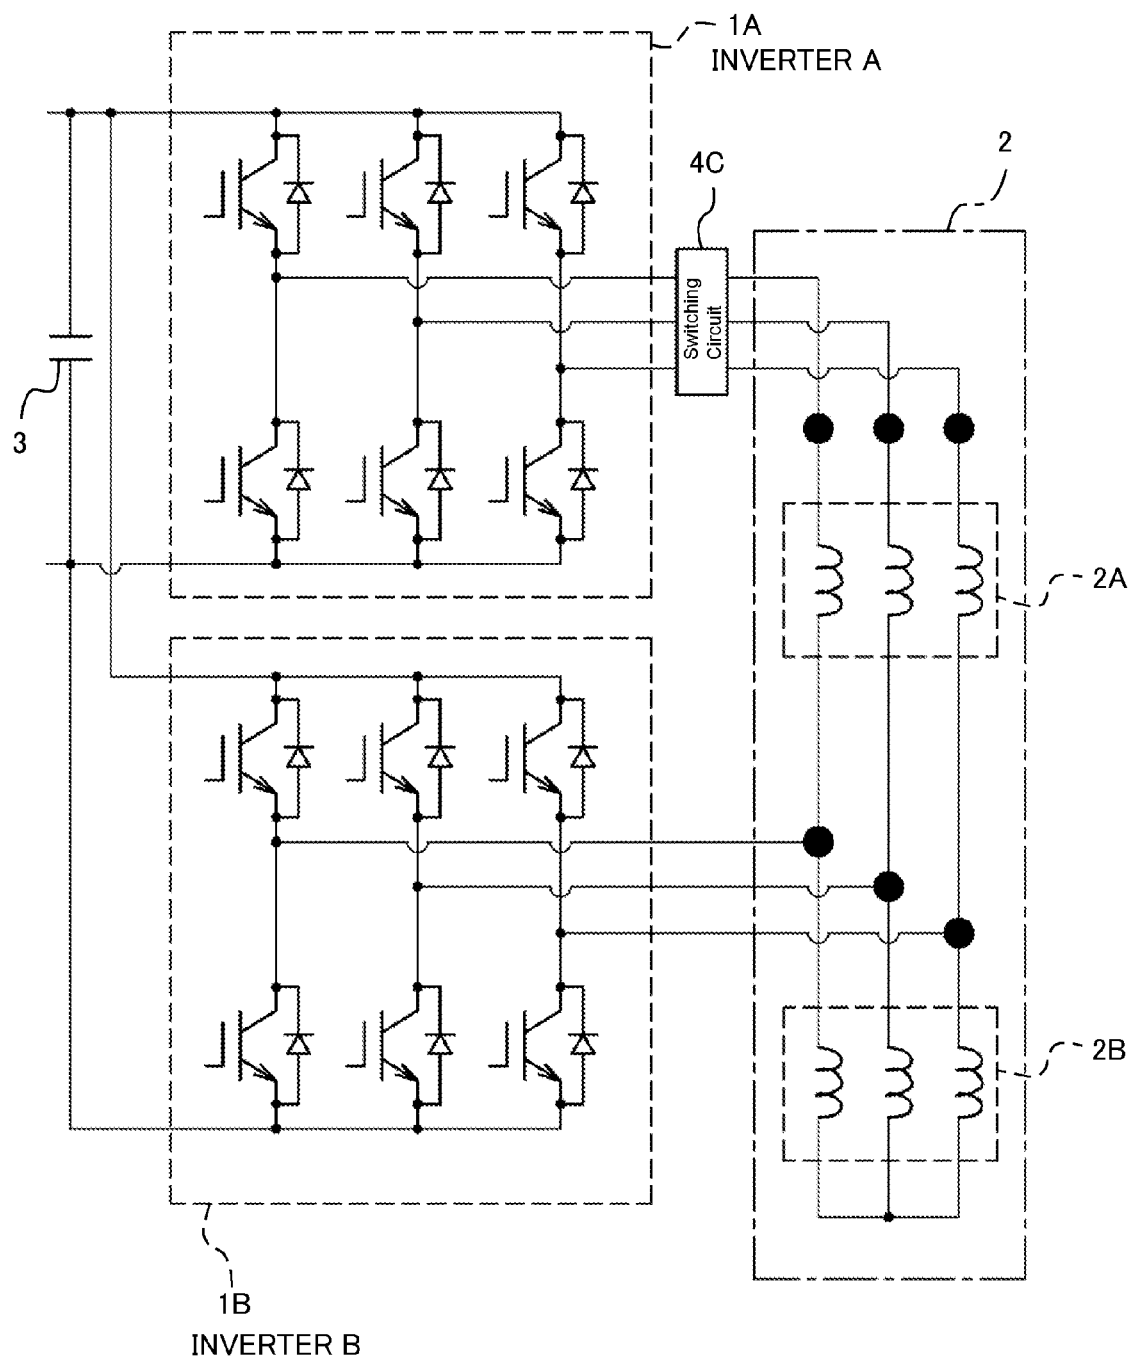 1A
INVERTER A
4C
2
Switching
Circuit
3
2A
2B
1B
INVERTER B